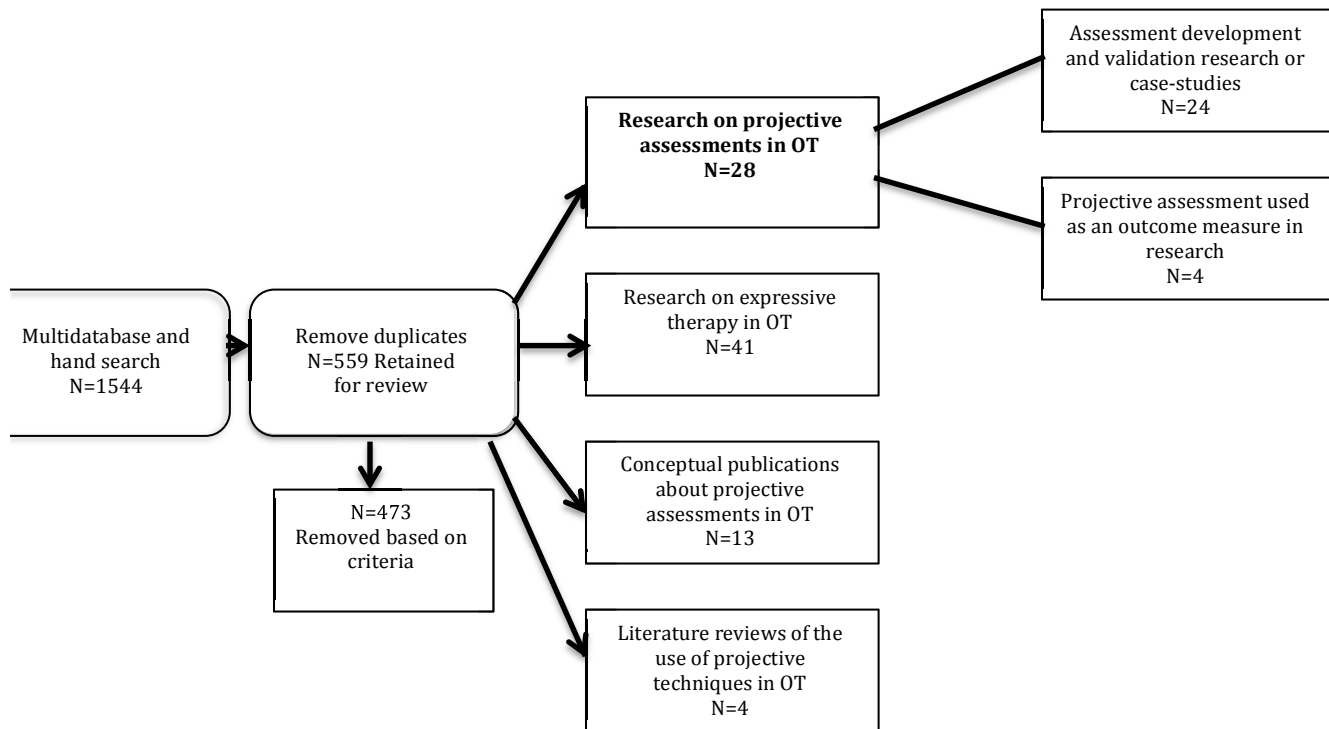 Multidatabase and
hand search
N=1544
Remove duplicates
N=559 Retained
for review
N=473
Removed based on
criteria
Research on projective
assessments in OT
N=28
Research on expressive
therapy in OT
N=41
Conceptual publications
about projective
assessments in OT
N=13
Literature reviews of the
use of projective
techniques in OT
N=4
Assessment development
and validation research or
case-studies
N=24
Projective assessment used
as an outcome measure in
research
N=4